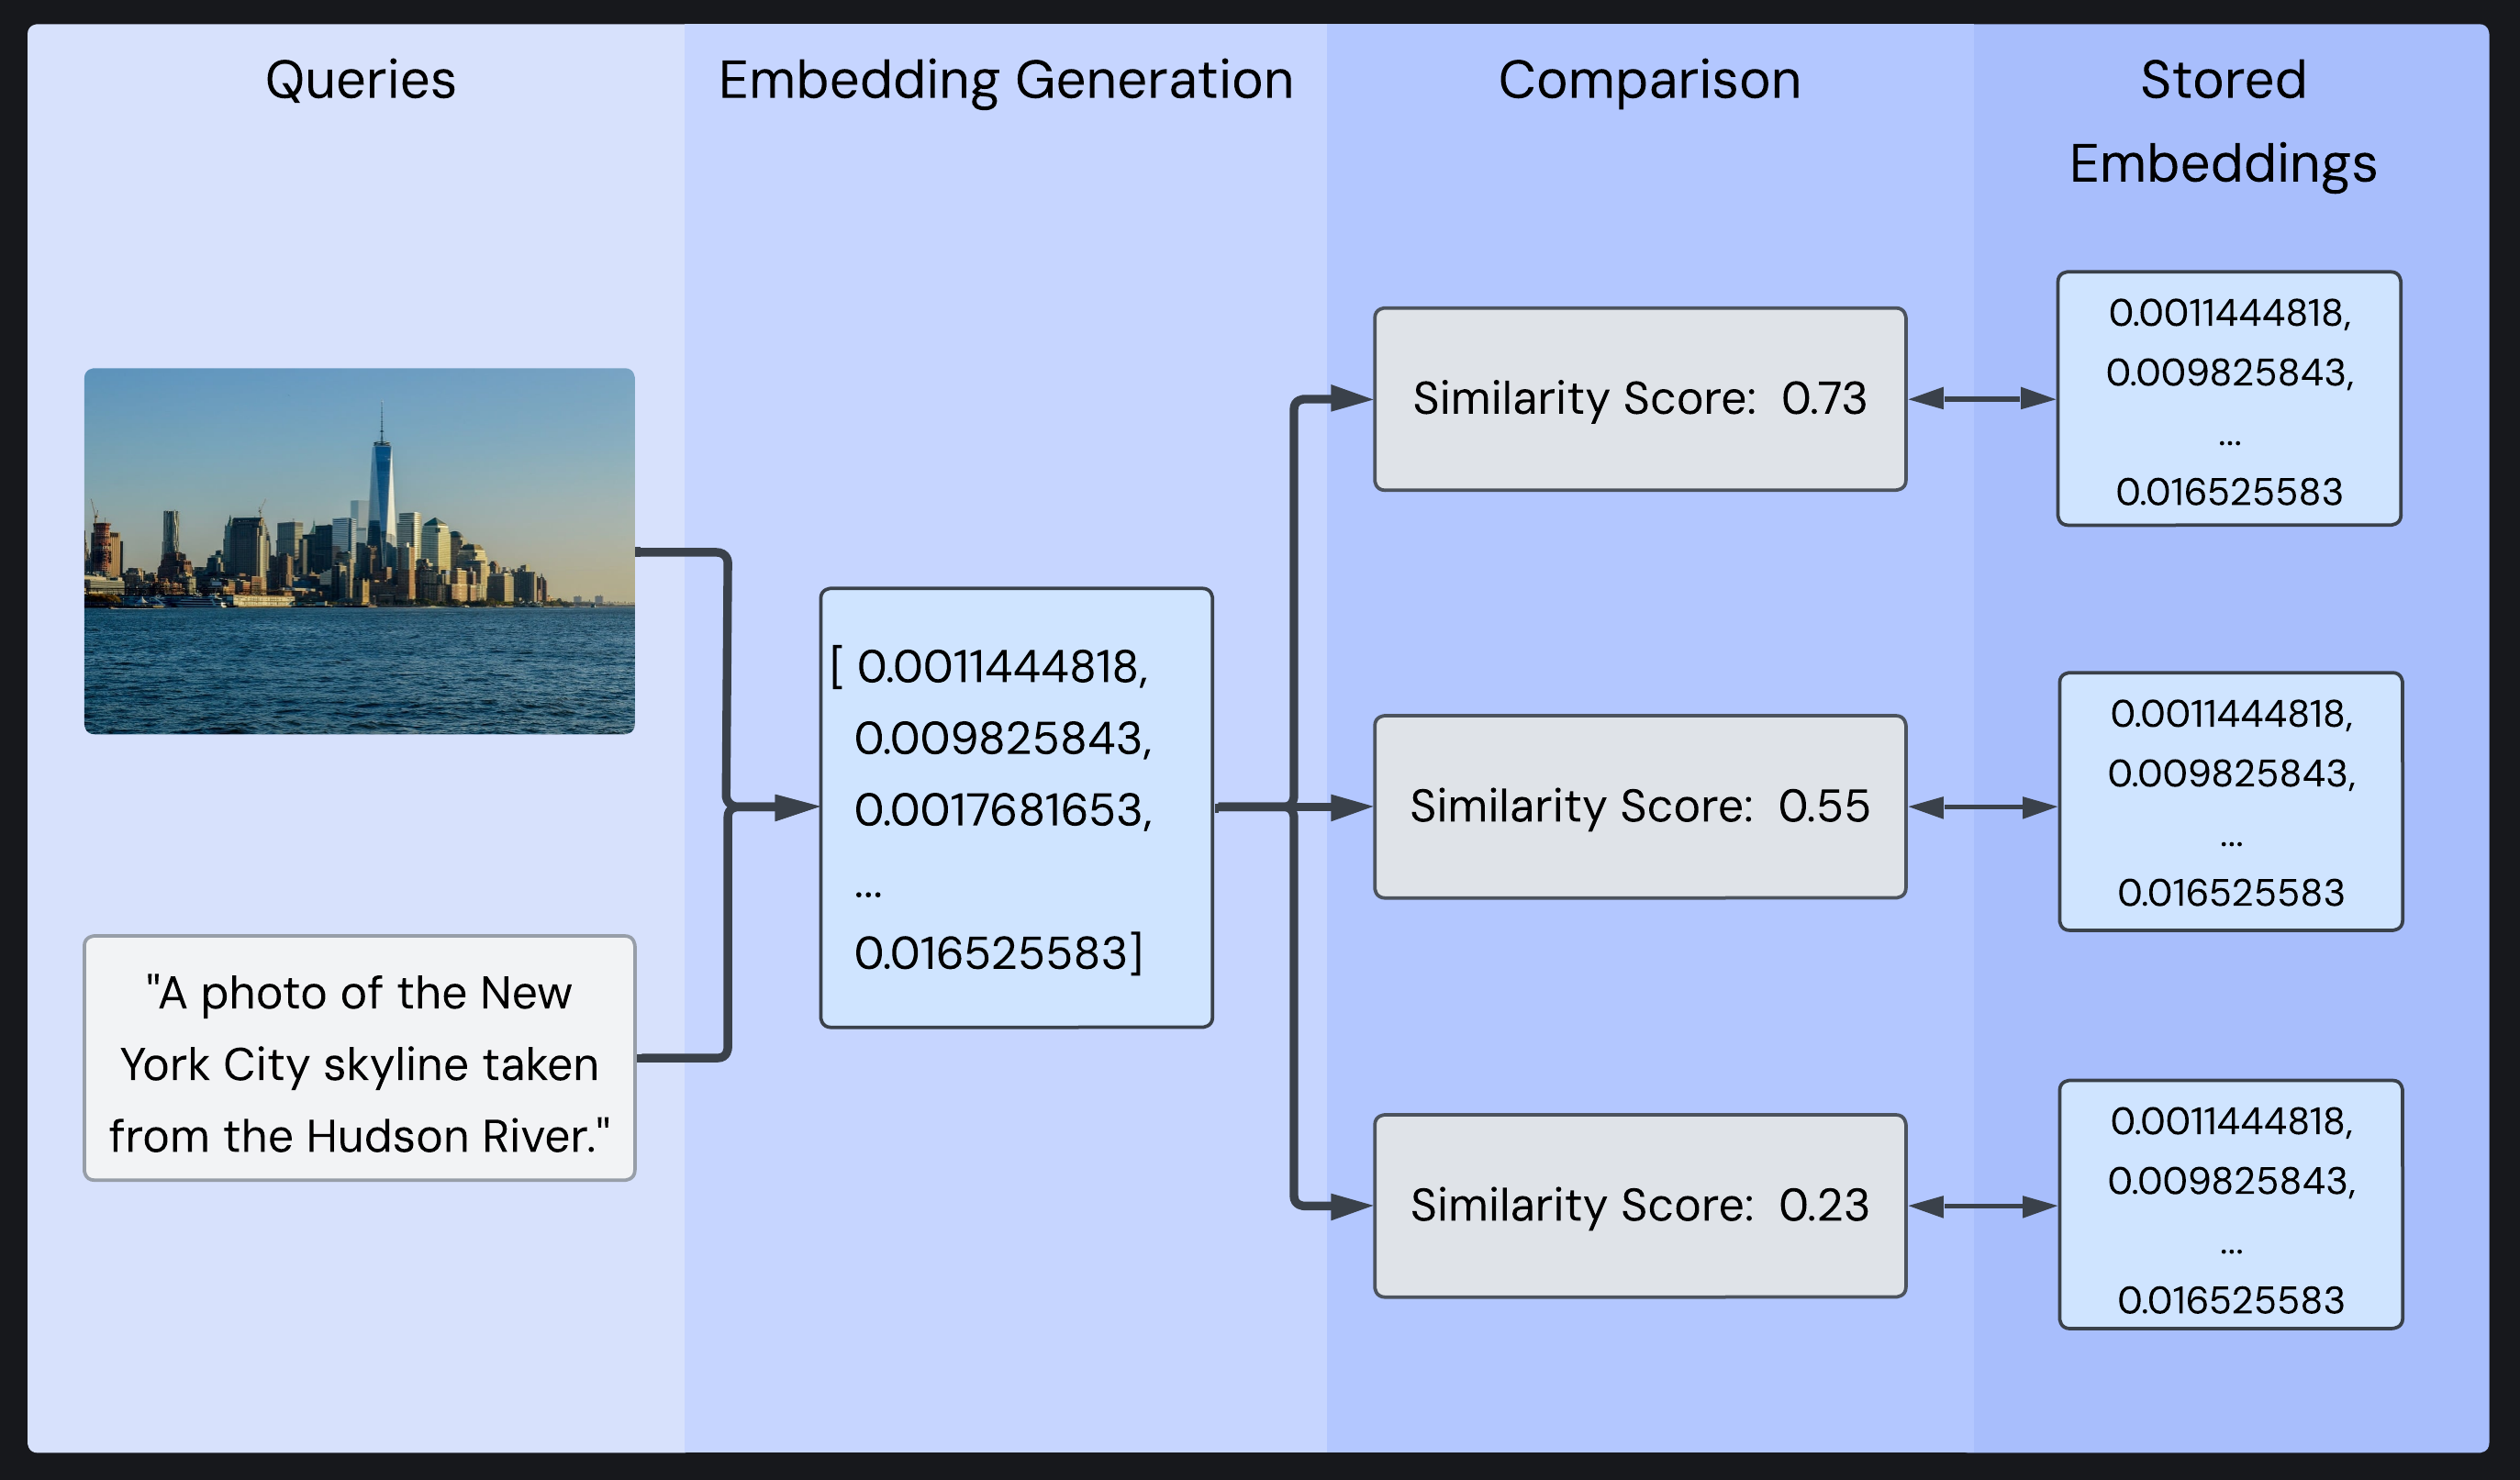 Queries
Embedding Generation
Comparison
Stored
Embeddings
"A photo of the New
York City skyline taken
from the Hudson River."
[ 0.0011444818,
0.009825843,
0.0017681653,
...
0.016525583]
Similarity Score:  0.73
Similarity Score:  0.55
Similarity Score:  0.23
0.0011444818,
0.009825843,
...
0.016525583
0.0011444818,
0.009825843,
...
0.016525583
0.0011444818,
0.009825843,
...
0.016525583